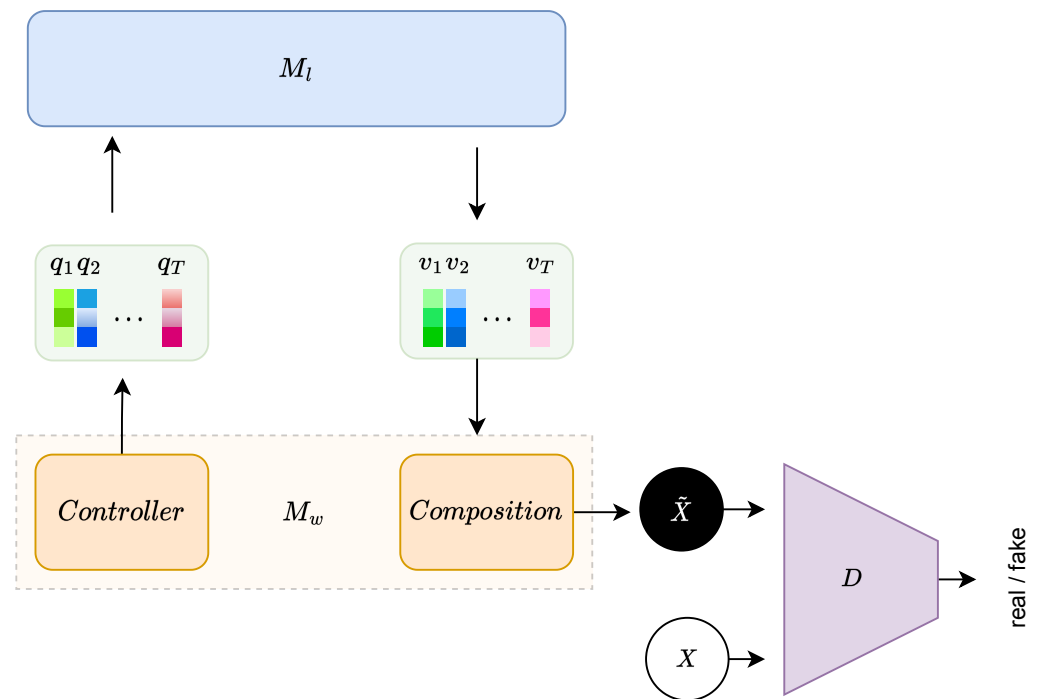 M_l
q_1 q_2 q_T
...
v_1 v_2 v_T
...
Controller
M_w
Composition
X̃
D
X
real / fake